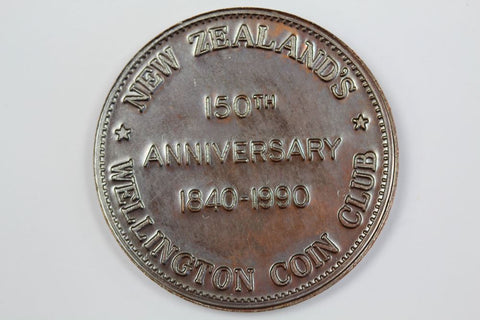 NEW ZEALAND'S
150TH
ANNIVERSARY
1840-1990
WELLINGTON COIN CLUB